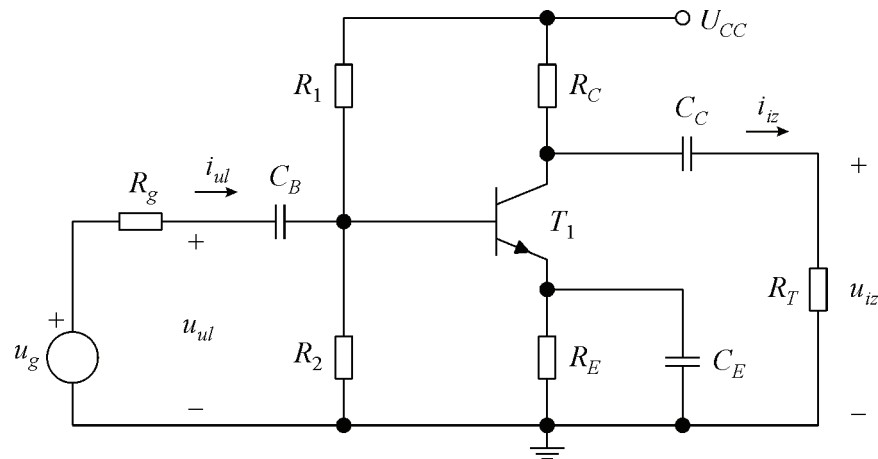 U_CC
R_1
R_C
C_C
i_iz
+
R_g
i_ul
C_B
T_1
+
+
u_g
u_ul
R_2
R_E
C_E
R_T
u_iz
−
−